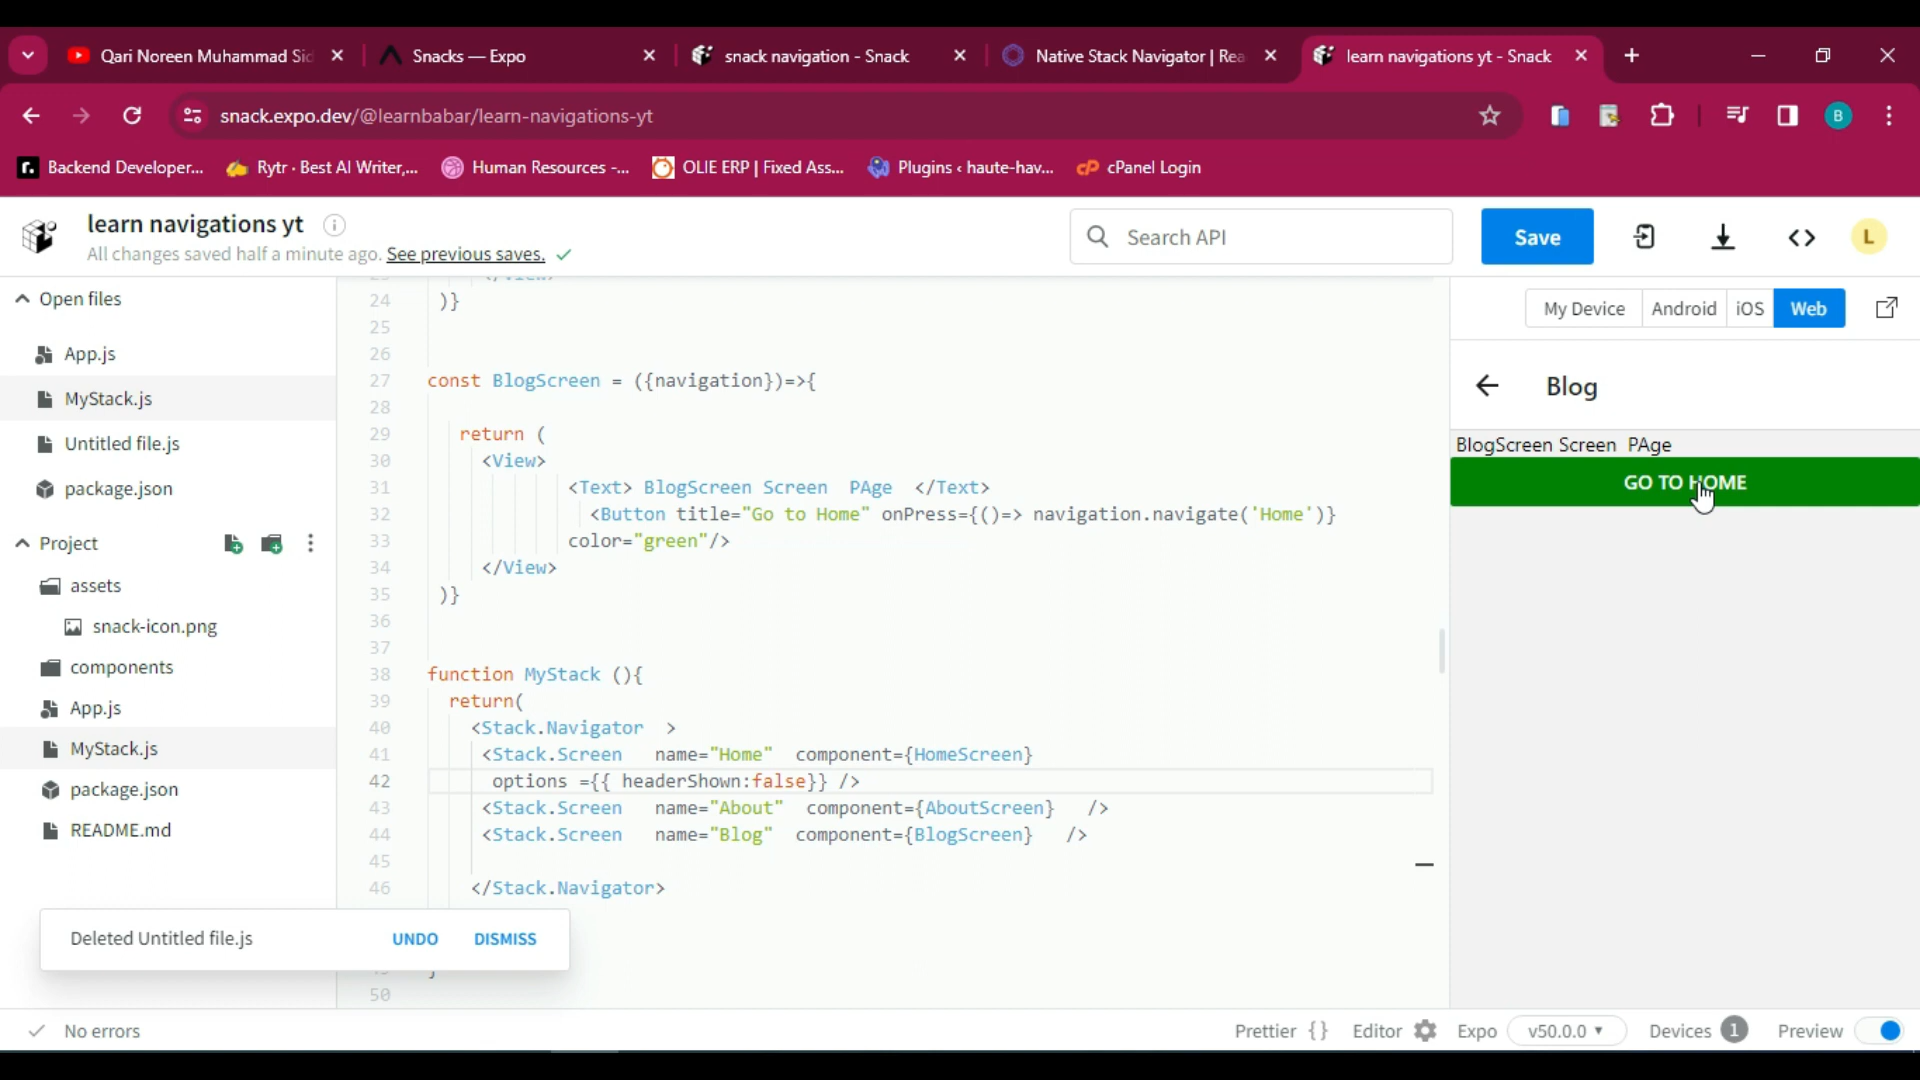 Qari Noreen Muhammad Sid
Snacks — Expo
snack navigation - Snack
Native Stack Navigator | Rea
learn navigations yt - Snack
snack.expo.dev/@learnbabar/learn-navigations-yt
B
Backend Developer...
Rytr · Best AI Writer,...
Human Resources -...
OLIE ERP | Fixed Ass...
Plugins ‹ haute-hav...
cPanel Login
learn navigations yt
All changes saved half a minute ago. See previous saves.
Search API
Save
L
Open files
App.js
MyStack.js
Untitled file.js
package.json
Project
assets
snack-icon.png
components
App.js
MyStack.js
package.json
README.md
24 )}
25
26
27 const BlogScreen = ({navigation})=>{
28
29 return (
30 <View>
31 <Text> BlogScreen Screen  PAge  </Text>
32 <Button title="Go to Home" onPress={()=> navigation.navigate('Home')}
33 color="green"/>
34 </View>
35 )}
36
37
38 function MyStack (){
39 return(
40 <Stack.Navigator  >
41 <Stack.Screen   name="Home"  component={HomeScreen}
42 options ={{ headerShown:false}} />
43 <Stack.Screen   name="About"  component={AboutScreen}   />
44 <Stack.Screen   name="Blog"  component={BlogScreen}   />
45
46 </Stack.Navigator>
50
My Device
Android
iOS
Web
Blog
BlogScreen Screen  PAge
GO TO HOME
Deleted Untitled file.js
UNDO
DISMISS
No errors
Prettier {}
Editor
Expo
v50.0.0
Devices 1
Preview